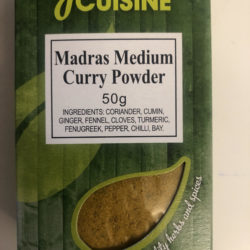 CUISINE
Madras Medium
Curry Powder
50g
INGREDIENTS: CORIANDER, CUMIN,
GINGER, FENNEL, CLOVES, TURMERIC,
FENUGREEK, PEPPER, CHILLI, BAY.
herbs and spices